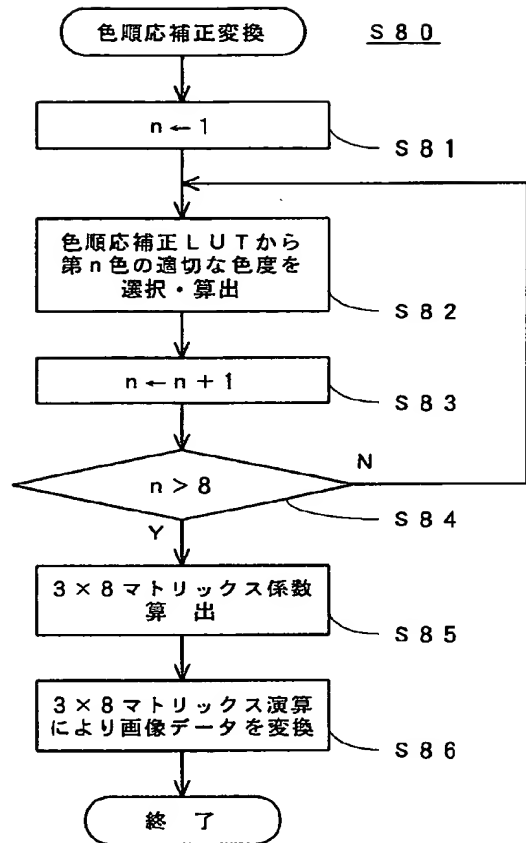 色順応補正変換
S80
n←1
S81
色順応補正LUTから
第n色の適切な色度を
選択・算出
S82
n←n+1
S83
n>8
N
S84
Y
3×8マトリックス係数
算出
S85
3×8マトリックス演算
により画像データを変換
S86
終了